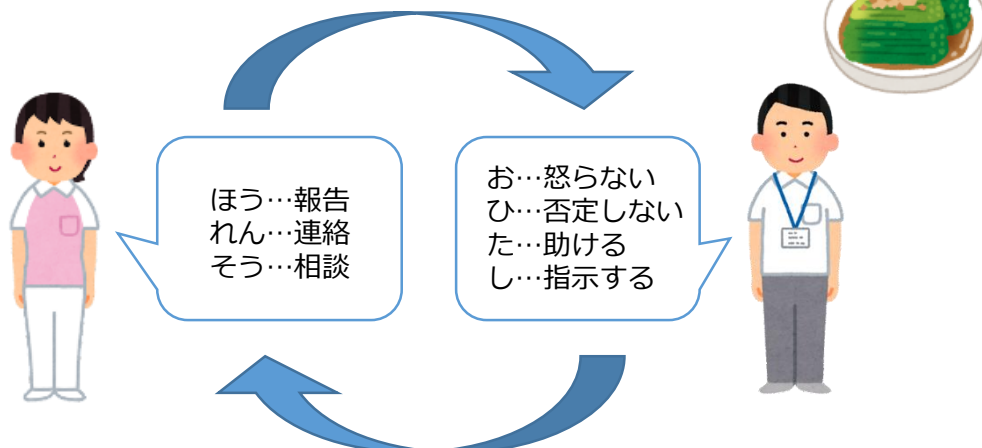 ほう…報告
れん…連絡
そう…相談
お…怒らない
ひ…否定しない
た…助ける
し…指示する